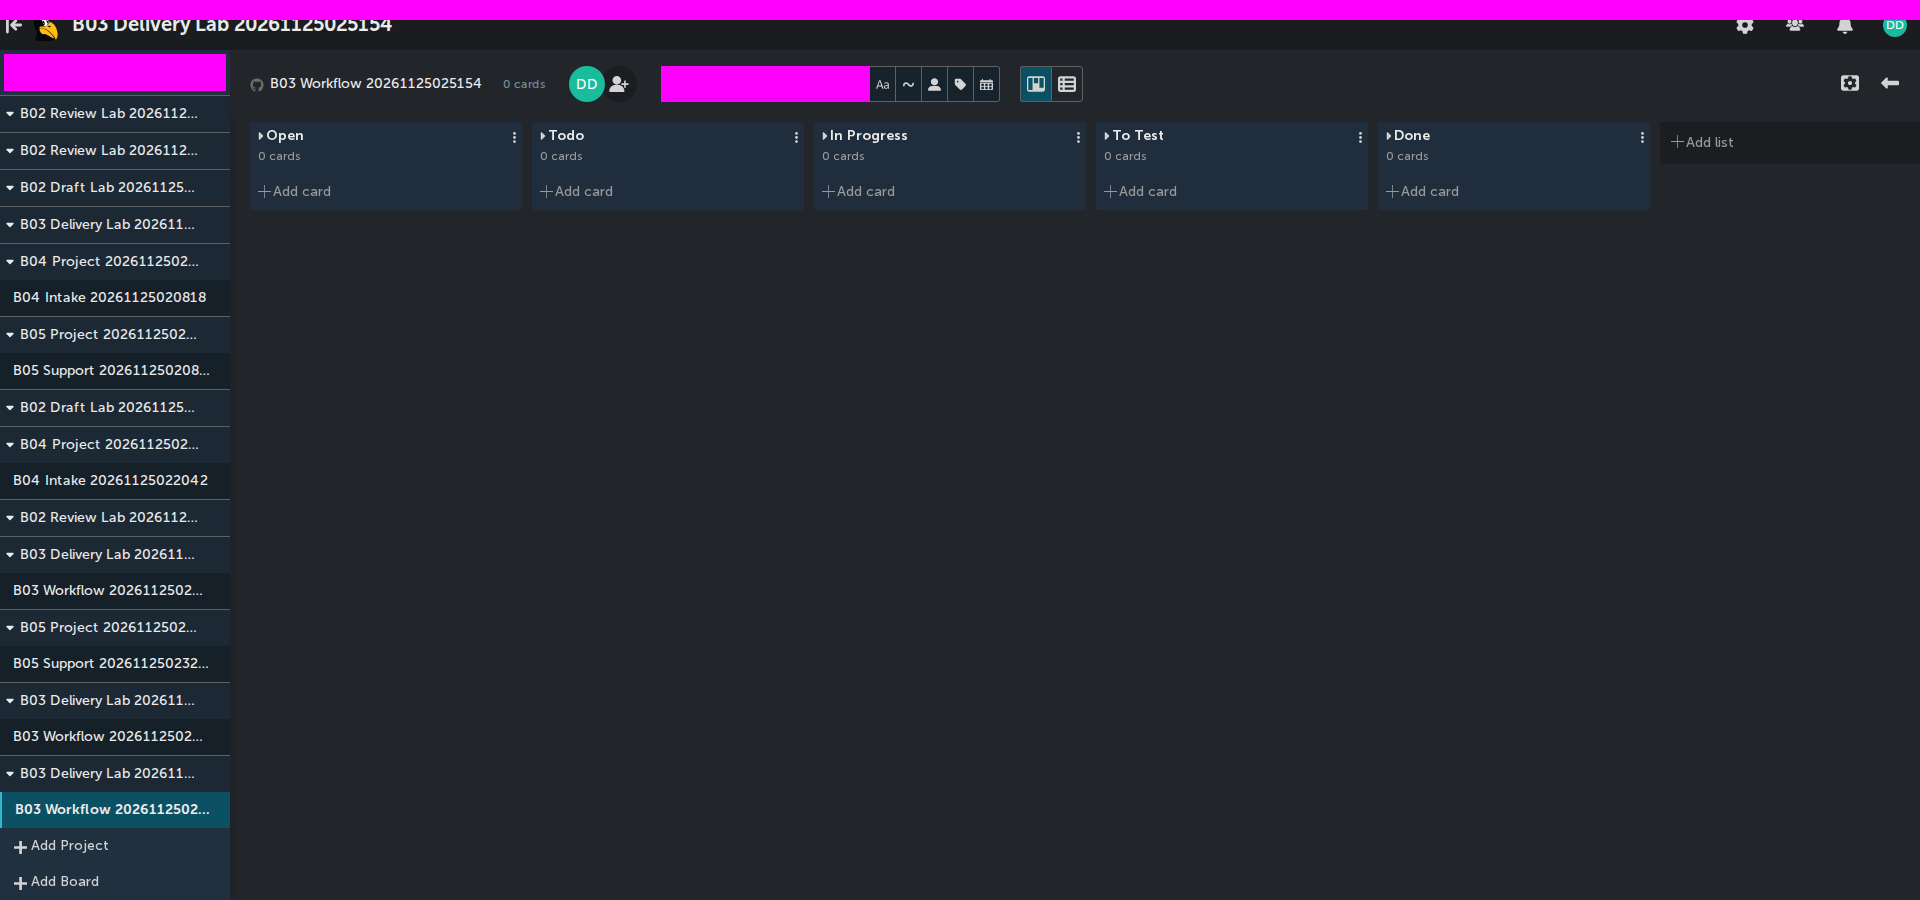 B03 Delivery Lab 20261125025154
DD
B03 Workflow 20261125025154
0 cards
DD
Aa
B02 Review Lab 2026112...
B02 Review Lab 2026112...
B02 Draft Lab 20261125...
B03 Delivery Lab 202611...
B04 Project 2026112502...
B04 Intake 20261125020818
B05 Project 2026112502...
B05 Support 202611250208...
B02 Draft Lab 20261125...
B04 Project 2026112502...
B04 Intake 20261125022042
B02 Review Lab 2026112...
B03 Delivery Lab 202611...
B03 Workflow 2026112502...
B05 Project 2026112502...
B05 Support 202611250232...
B03 Delivery Lab 202611...
B03 Workflow 2026112502...
B03 Delivery Lab 202611...
B03 Workflow 2026112502...
Add Project
Add Board
Open
0 cards
Add card
Todo
0 cards
Add card
In Progress
0 cards
Add card
To Test
0 cards
Add card
Done
0 cards
Add card
Add list